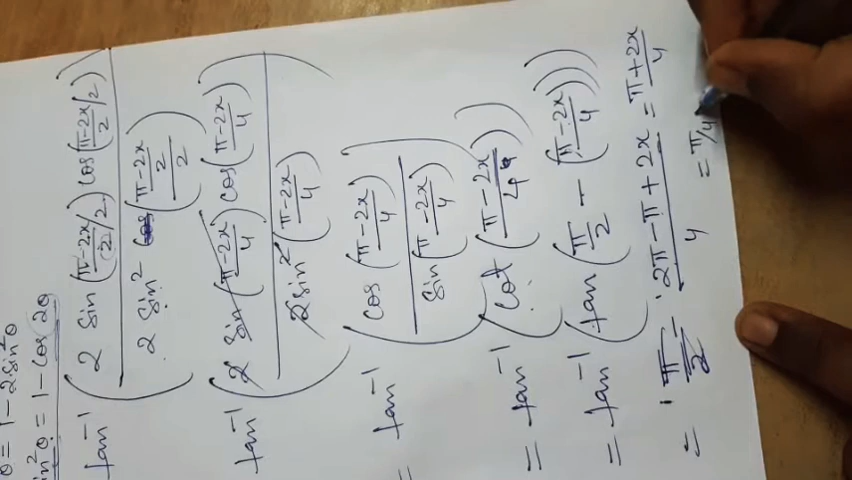 θ = 1 - 2sin²θ
in²θ = 1 - cos 2θ
tan⁻¹ ( 2 sin((π-2x/2)/2) cos((π-2x/2)/2) / 2 sin² ((π-2x/2)/2) )
tan⁻¹ ( 2 sin((π-2x)/4) cos((π-2x)/4) / 2 sin² ((π-2x)/4) )
= tan⁻¹ ( cos((π-2x)/4) / sin((π-2x)/4) )
= tan⁻¹ ( cot ((π-2x)/4) )
= tan⁻¹ ( tan ( π/2 - ((π-2x)/4) ) )
= π/2 - (2π-π+2x)/4 = (π+2x)/4
= π/4